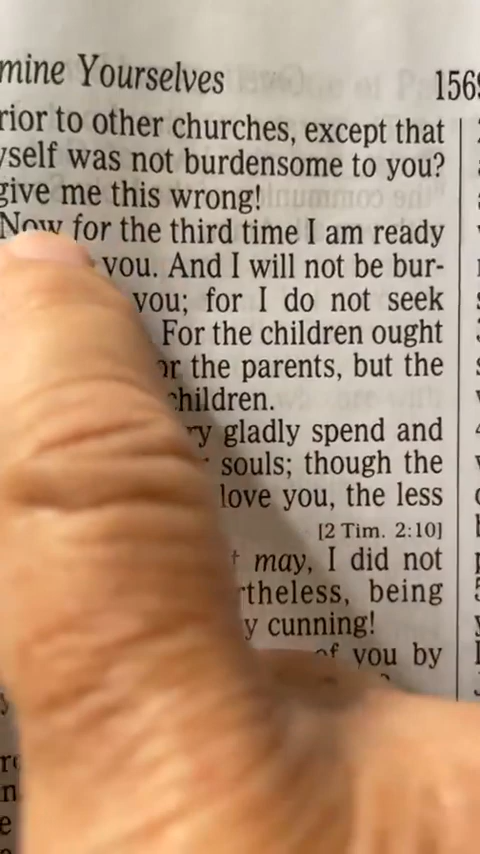 mine Yourselves 156
rior to other churches, except that
yself was not burdensome to you?
give me this wrong!
Now for the third time I am ready
you. And I will not be bur-
you; for I do not seek
For the children ought
or the parents, but the
children.
ry gladly spend and
souls; though the
love you, the less
[2 Tim. 2:10]
may, I did not
rtheless, being
y cunning!
of you by